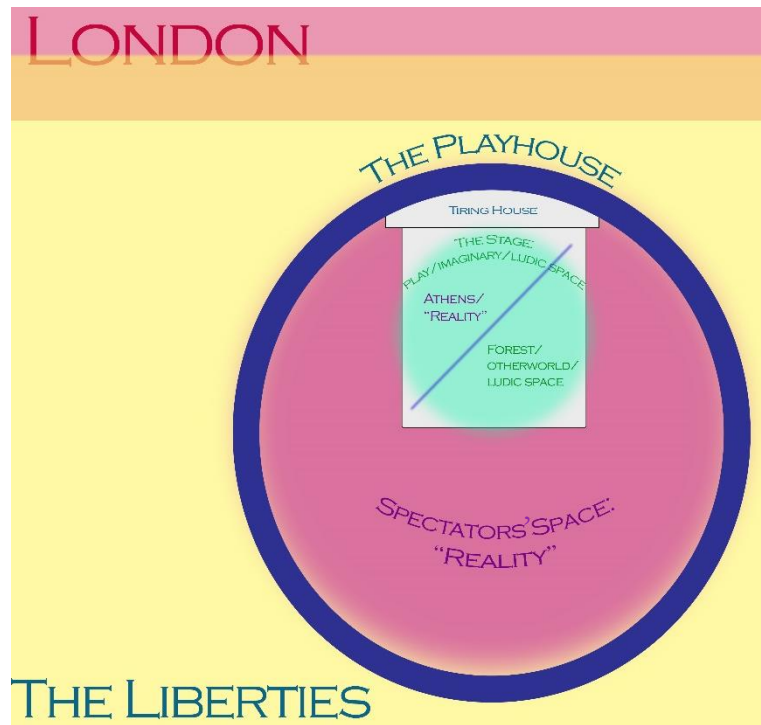 LONDON
THE PLAYHOUSE
TIRING HOUSE
THE STAGE:
PLAY/IMAGINARY/LUDIC SPACE
ATHENS/
“REALITY”
FOREST/
OTHERWORLD/
LUDIC SPACE
SPECTATORS’SPACE:
“REALITY”
THE LIBERTIES